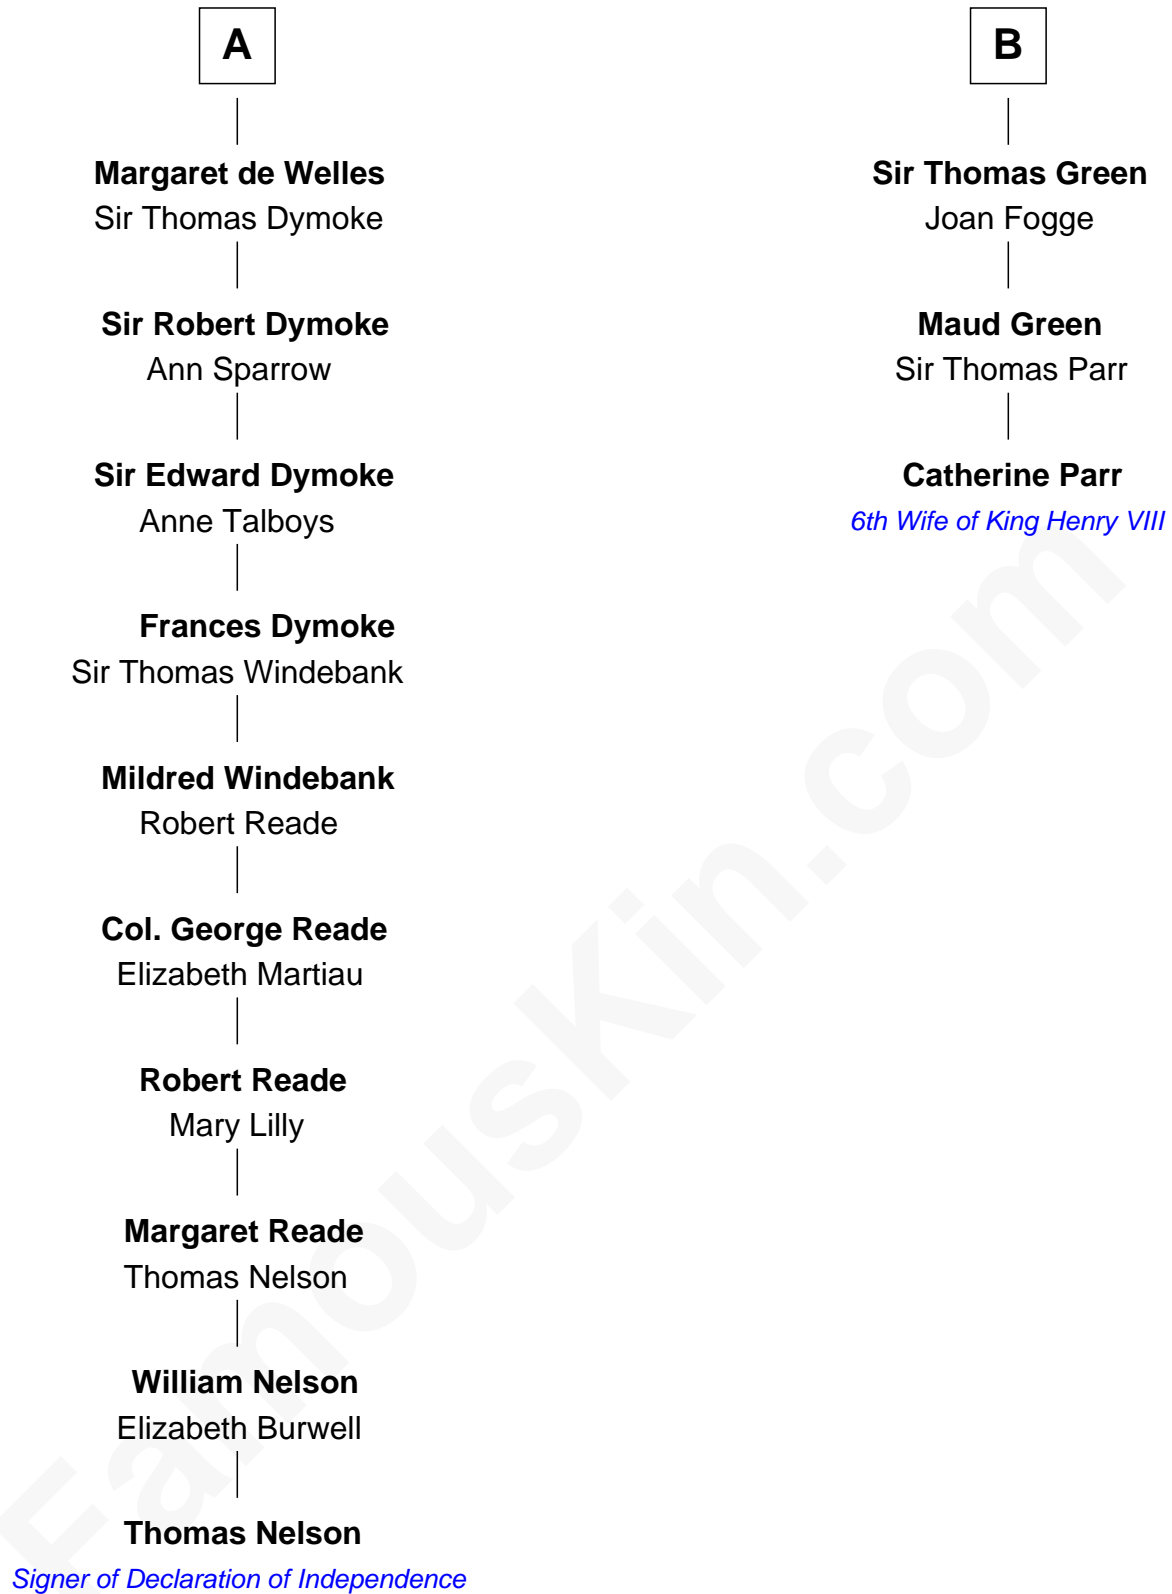 A
Margaret de Welles
Sir Thomas Dymoke
Sir Robert Dymoke
Ann Sparrow
Sir Edward Dymoke
Anne Talboys
Frances Dymoke
Sir Thomas Windebank
Mildred Windebank
Robert Reade
Col. George Reade
Elizabeth Martiau
Robert Reade
Mary Lilly
Margaret Reade
Thomas Nelson
William Nelson
Elizabeth Burwell
Thomas Nelson
Signer of Declaration of Independence
B
Sir Thomas Green
Joan Fogge
Maud Green
Sir Thomas Parr
Catherine Parr
6th Wife of King Henry VIII
FamousKin.com